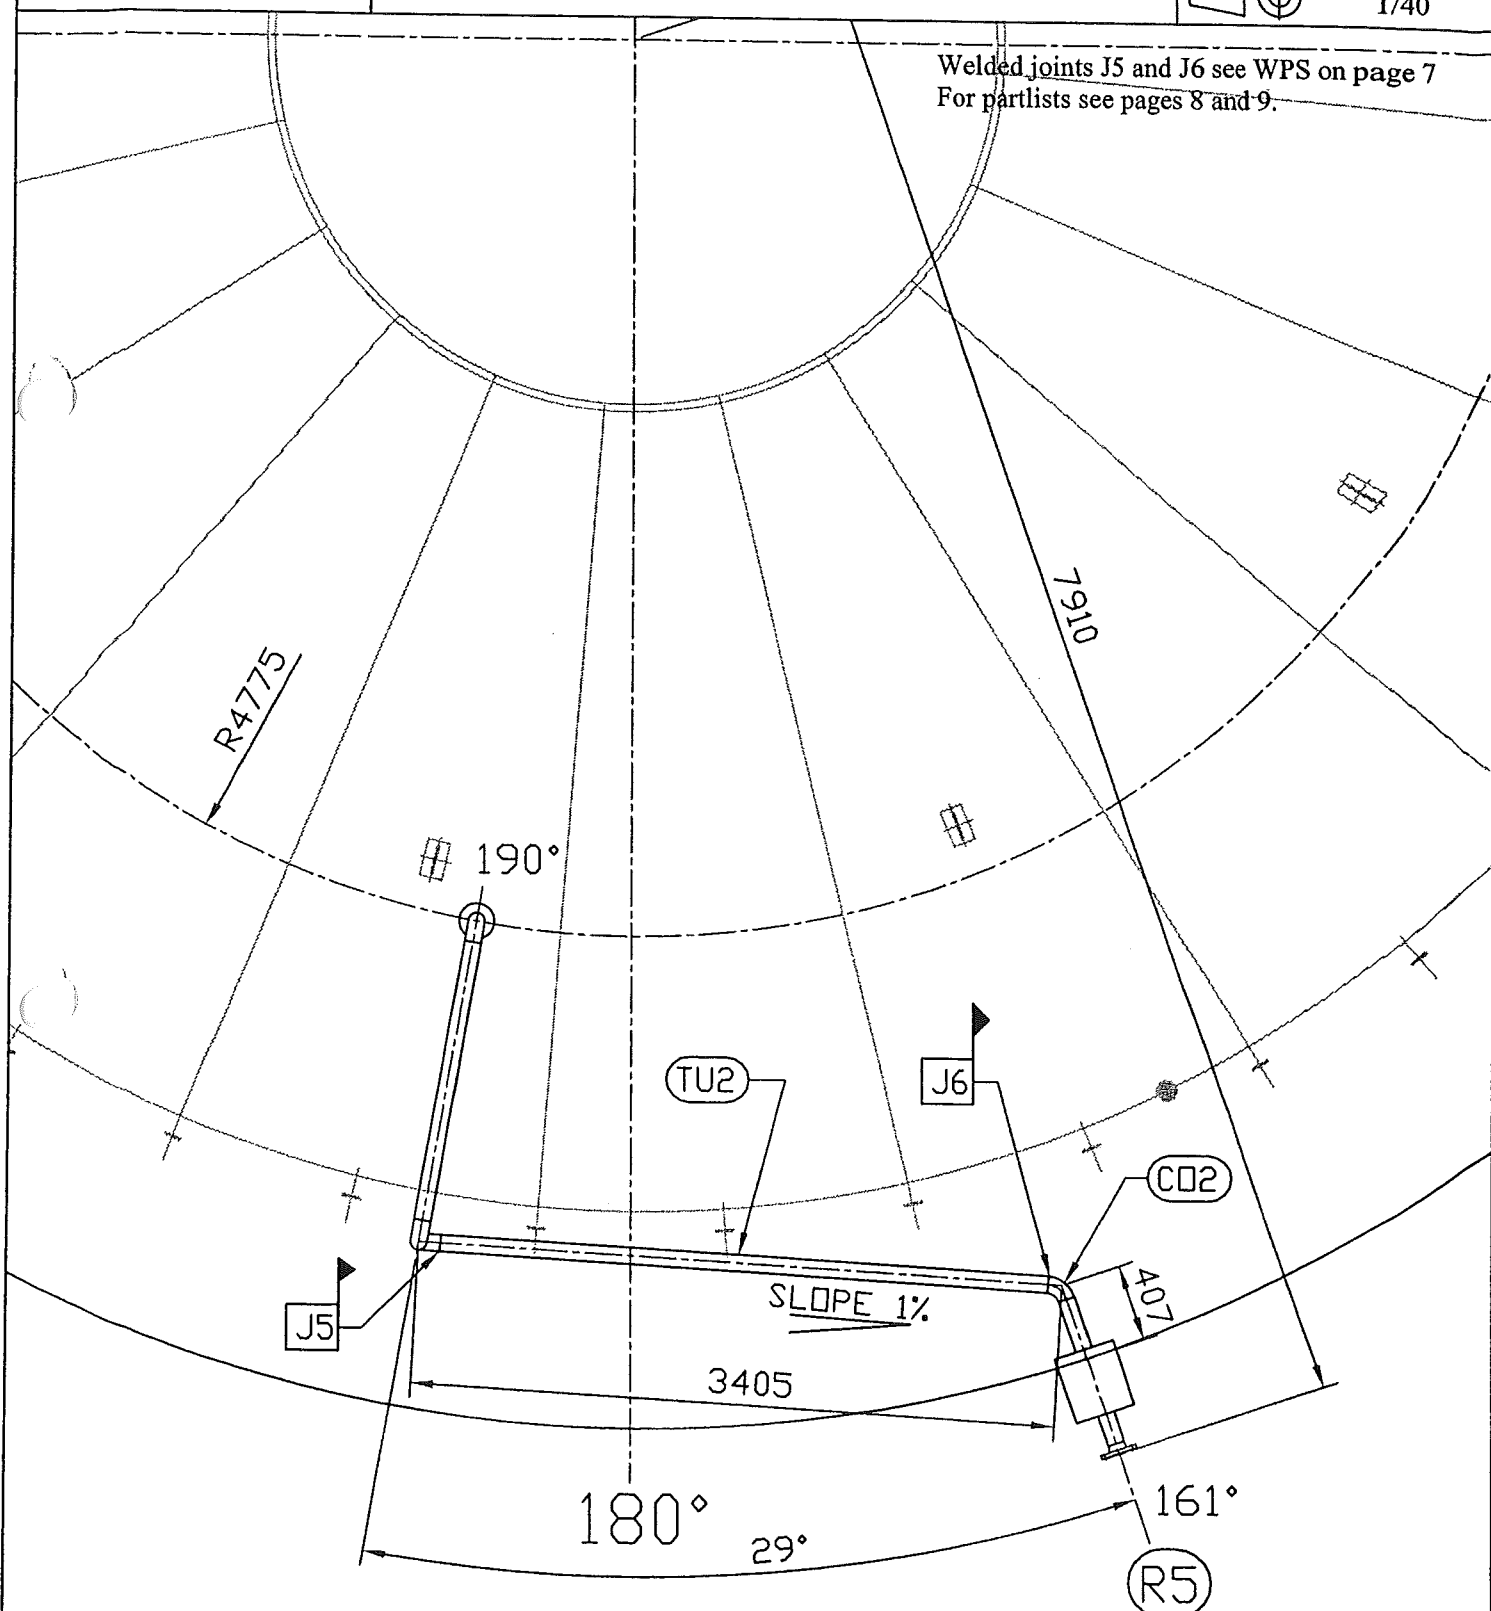 1/40
Welded joints J5 and J6 see WPS on page 7
For partlists see pages 8 and 9.
7910
R4775
190°
TU2
J6
CO2
407
SLOPE 1%
J5
3405
180°
161°
29°
R5